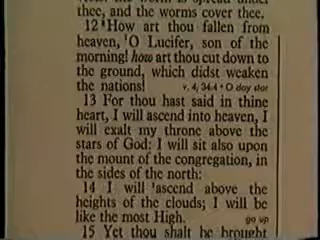 thee, and the worms cover thee.
12 How art thou fallen from
heaven, 'O Lucifer, son of the
morning! how art thou cut down to
the ground, which didst weaken
the nations! v. 4; 34:4 • O day star
13 For thou hast said in thine
heart, I will ascend into heaven, I
will exalt my throne above the
stars of God: I will sit also upon
the mount of the congregation, in
the sides of the north:
14 I will 'ascend above the
heights of the clouds; I will be
like the most High. go up
15 Yet thou shalt be brought